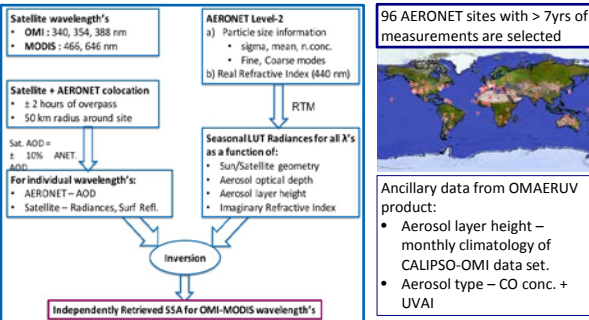 Satellite wavelength's
• OMI : 340, 354, 388 nm
• MODIS : 466, 646 nm
Satellite + AERONET colocation
• ± 2 hours of overpass
• 50 km radius around site
Sat. AOD =
± 10% ANET.
AOD
For individual wavelength's:
• AERONET – AOD
• Satellite – Radiances, Surf Refl.
AERONET Level-2
a) Particle size information
• sigma, mean, n.conc.
• Fine, Coarse modes
b) Real Refractive Index (440 nm)
RTM
Seasonal LUT Radiances for all λ's
as a function of:
• Sun/Satellite geometry
• Aerosol optical depth
• Aerosol layer height
• Imaginary Refractive Index
Inversion
Independently Retrieved SSA for OMI-MODIS wavelength's
96 AERONET sites with > 7yrs of
measurements are selected
Ancillary data from OMAERUV
product:
• Aerosol layer height –
monthly climatology of
CALIPSO-OMI data set.
• Aerosol type – CO conc. +
UVAI